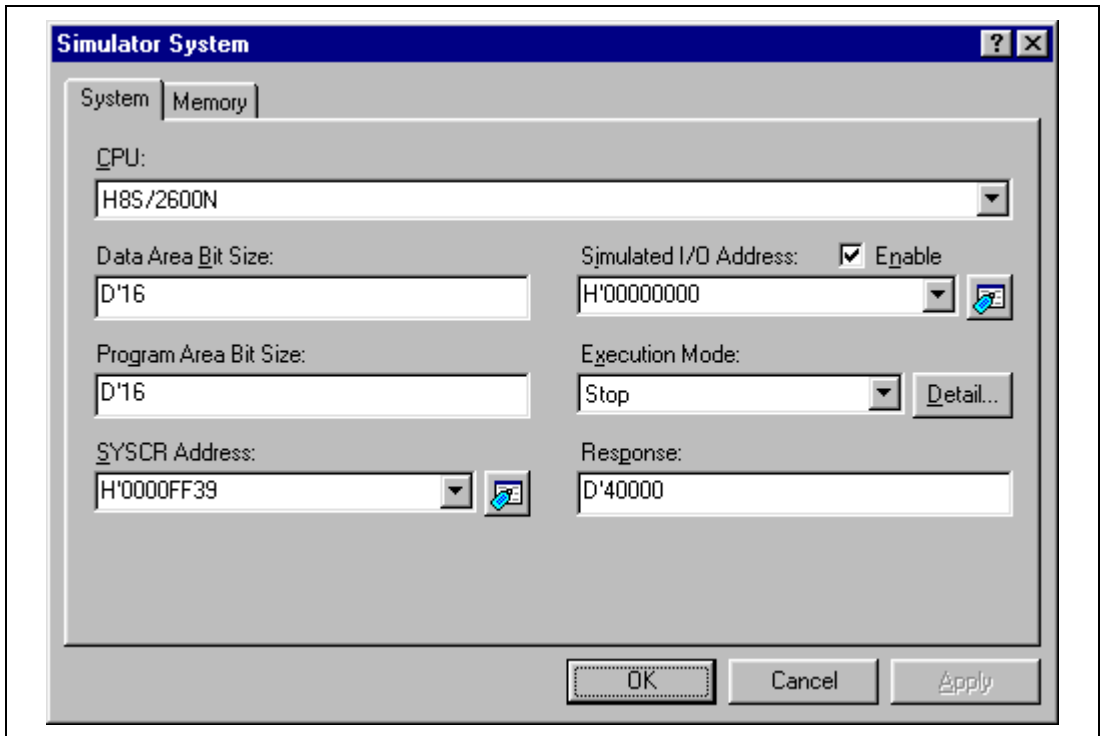 Simulator System
System Memory
CPU:
H8S/2600N
Data Area Bit Size:
D'16
Simulated I/O Address: Enable
H'00000000
Program Area Bit Size:
D'16
Execution Mode:
Stop Detail...
SYSCR Address:
H'0000FF39
Response:
D'40000
OK Cancel Apply